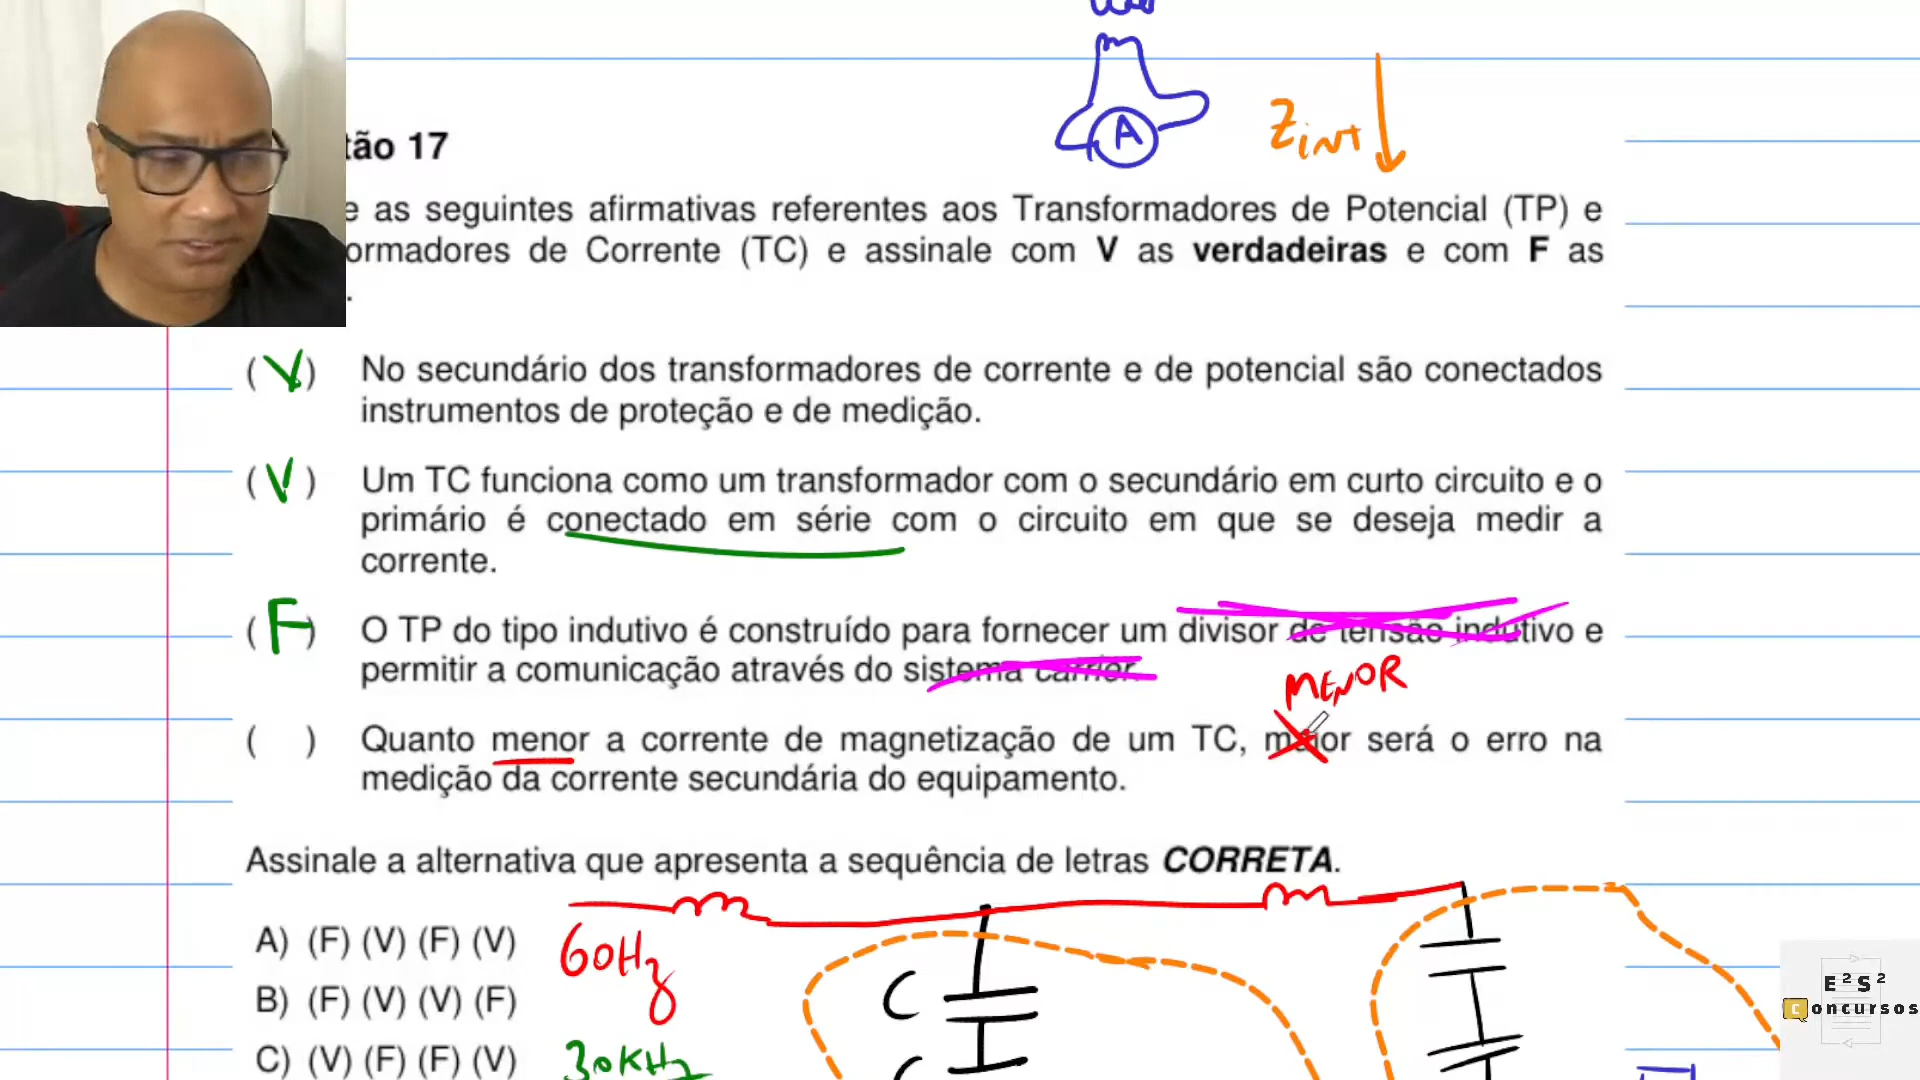 A
Zint
tão 17
e as seguintes afirmativas referentes aos Transformadores de Potencial (TP) e
ormadores de Corrente (TC) e assinale com V as verdadeiras e com F as
.
(V) No secundário dos transformadores de corrente e de potencial são conectados
instrumentos de proteção e de medição.
(V) Um TC funciona como um transformador com o secundário em curto circuito e o
primário é conectado em série com o circuito em que se deseja medir a
corrente.
(F) O TP do tipo indutivo é construído para fornecer um divisor de tensão indutivo e
permitir a comunicação através do sistema carrier.
MENOR
( ) Quanto menor a corrente de magnetização de um TC, maior será o erro na
medição da corrente secundária do equipamento.
Assinale a alternativa que apresenta a sequência de letras CORRETA.
A) (F) (V) (F) (V)
60Hz
C
B) (F) (V) (V) (F)
C) (V) (F) (F) (V)
30KHz
E²S²
Concursos